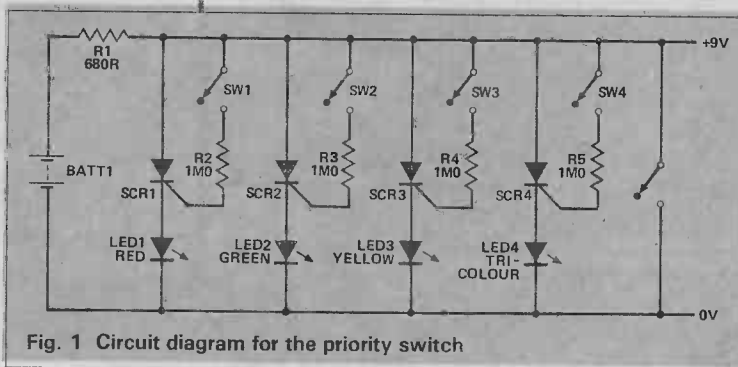 R1
680R
+9V
SW1
SW2
SW3
SW4
BATT1
R2
1M0
R3
1M0
R4
1M0
R5
1M0
SCR1
SCR2
SCR3
SCR4
LED1
RED
LED2
GREEN
LED3
YELLOW
LED4
TRI-
COLOUR
0V
Fig. 1 Circuit diagram for the priority switch